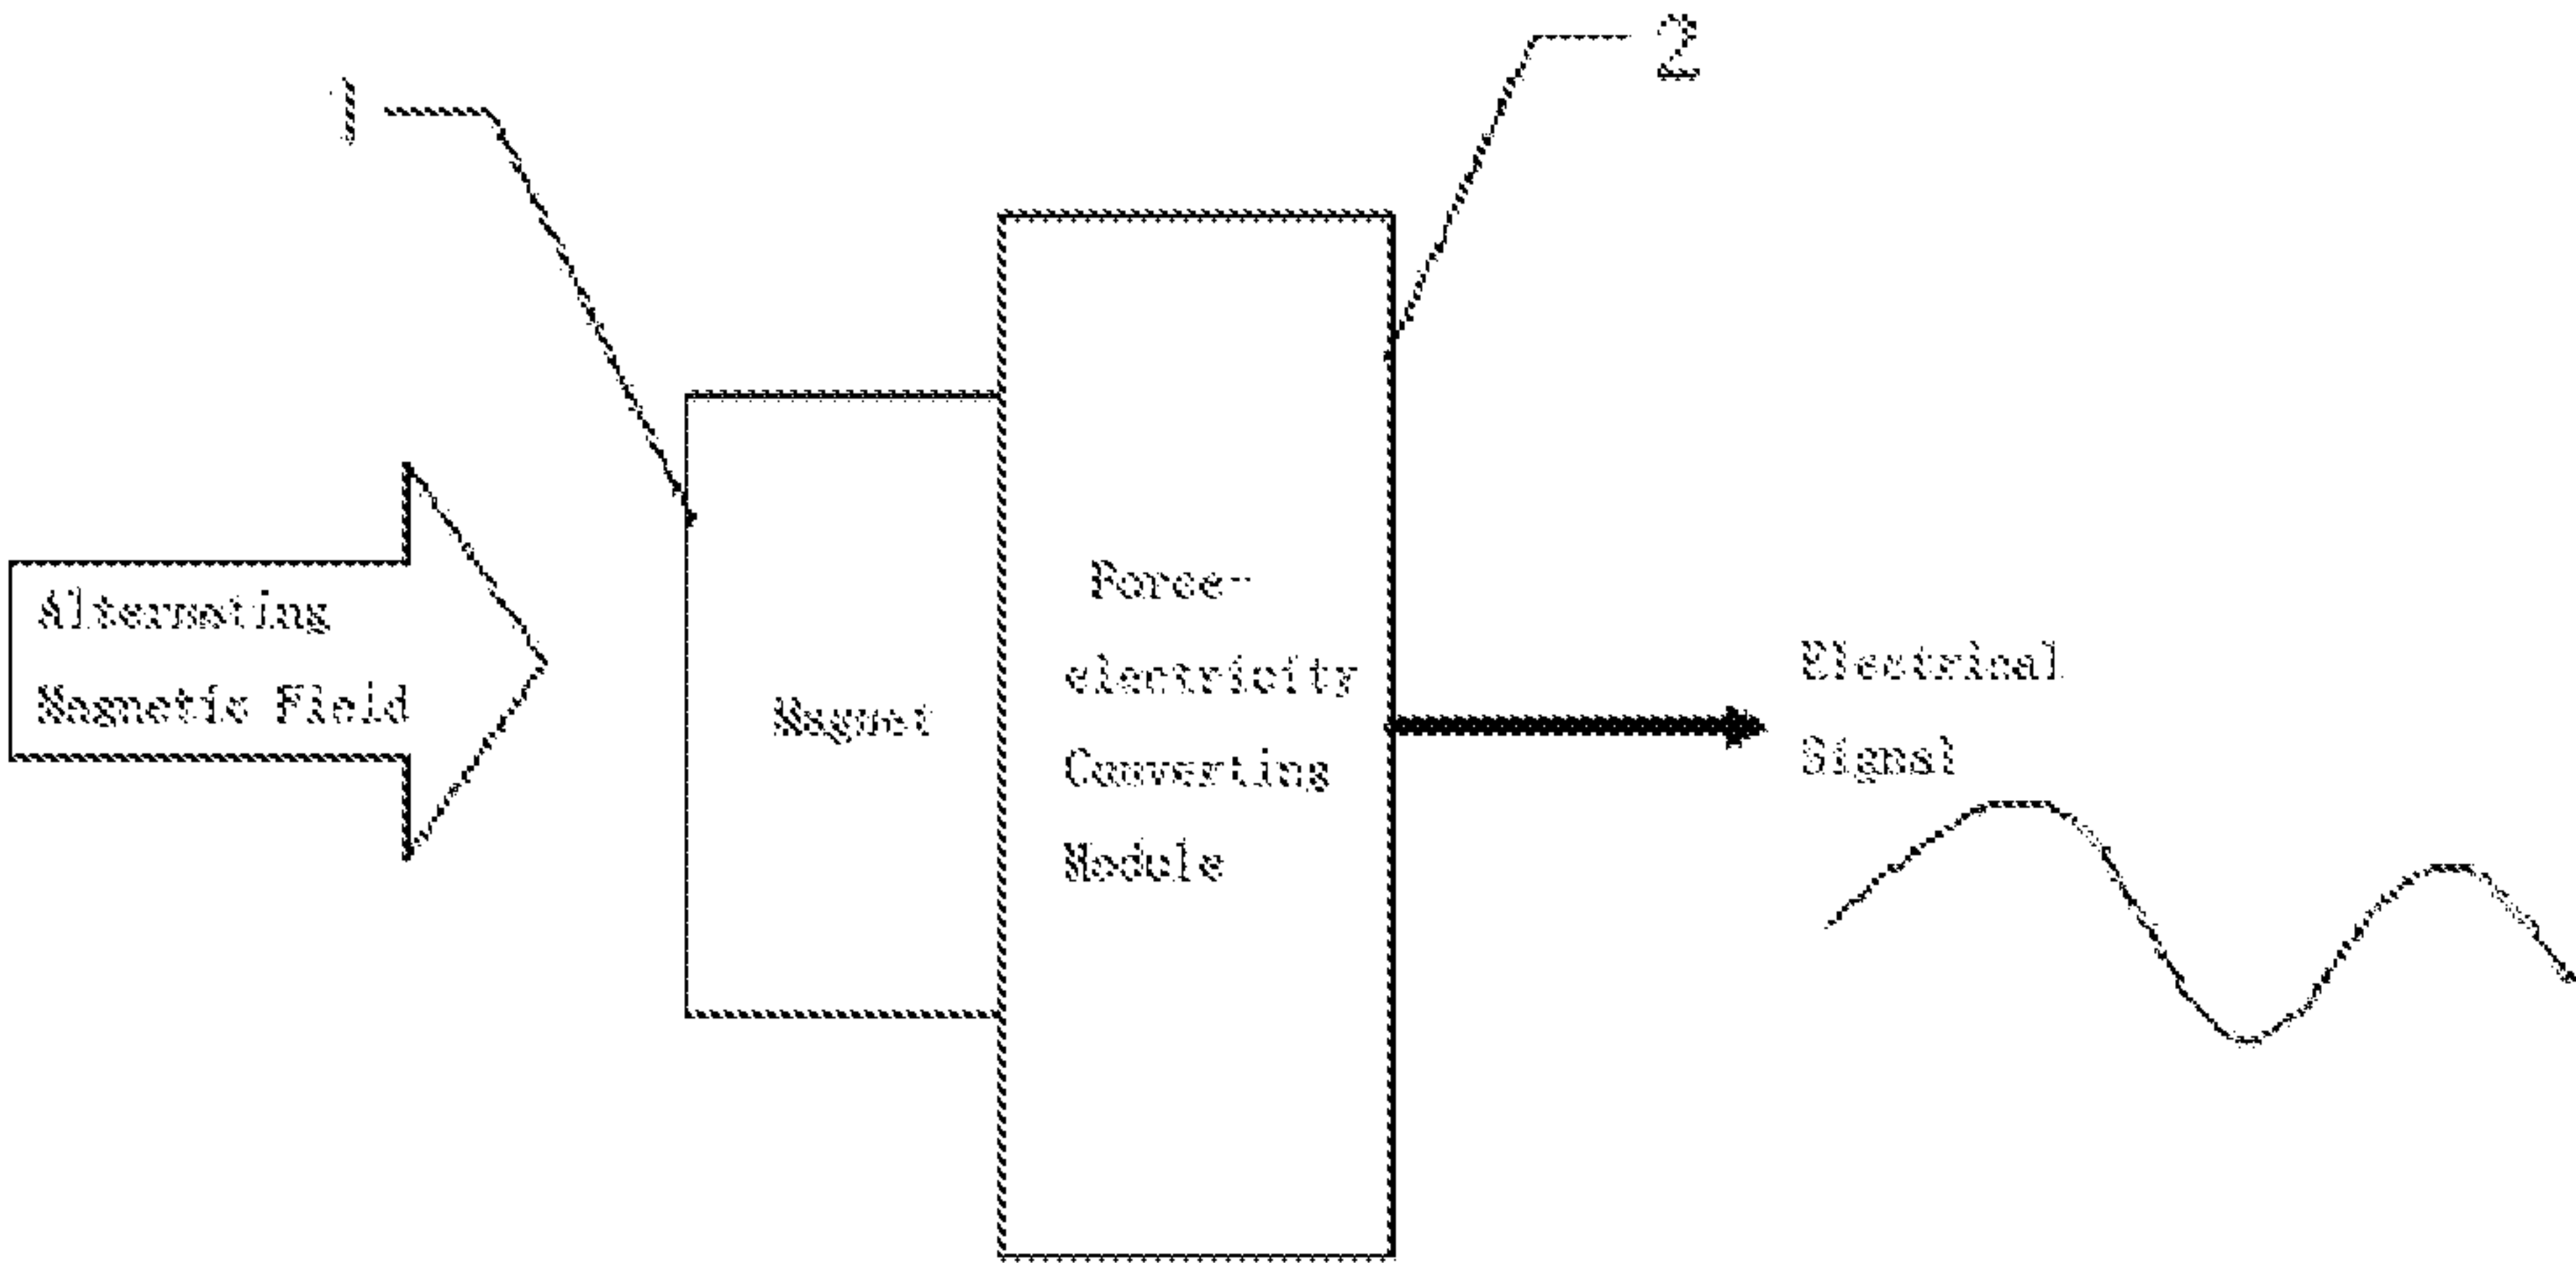 1
2
Alternating
Magnetic Field
Magnet
Force-
electricity
Converting
Module
Electrical
Signal